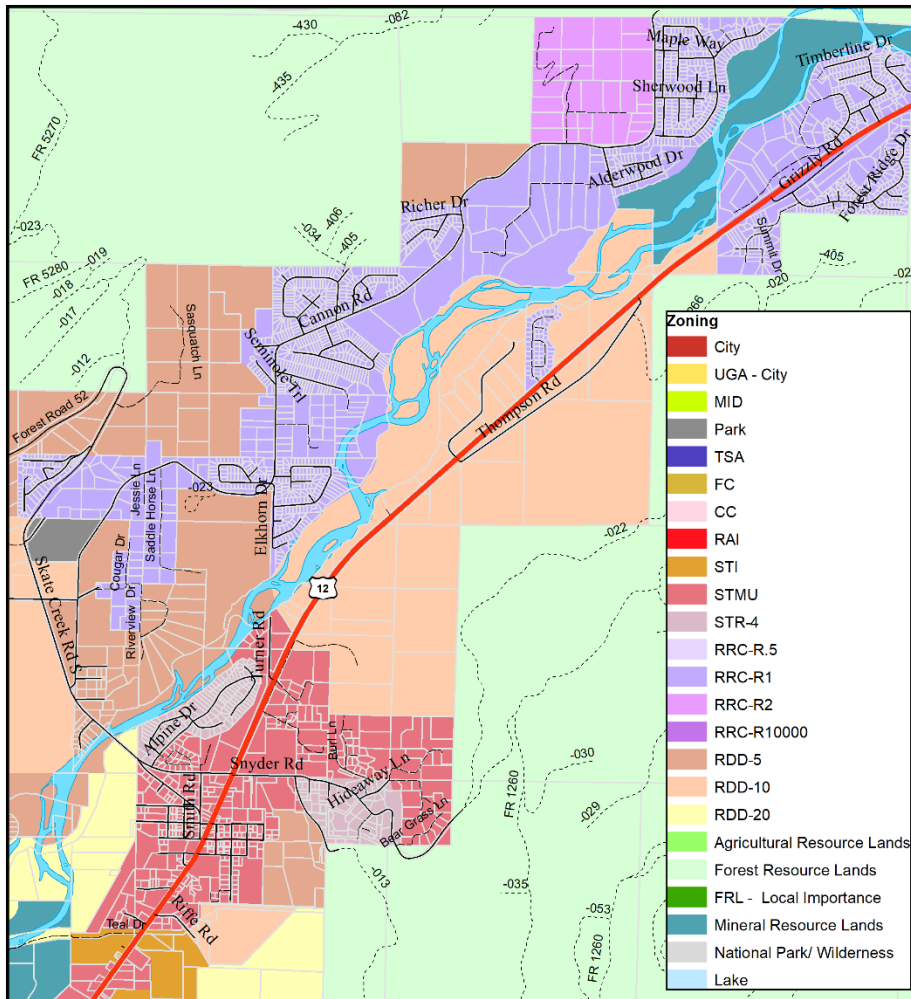 -430
-082
Maple Way
Timberline Dr
-435
Sherwood Ln
FR 5270
Grizzly Rd
Forest Ridge Dr
Alderwood Dr
Richer Dr
-406
-034
-405
-023
Summit Dr
-405
-019
FR 5280
-020
-02
-018
-017
Cannon Rd
Sasquatch Ln
066
Seminole Trl
-012
Thompson Rd
Forest Road 52
Jessie Ln
Saddle Horse Ln
-023
Elkhorn Dr
-022
Cougar Dr
Skate Creek Rd S
Riverview Dr
12
Turner Rd
Alpine Dr
Burl Ln
Snyder Rd
-030
Hideaway Ln
Smith Rd
FR 1260
-029
Bear Grass Ln
-013
-035
Riffe Rd
-053
Teal Dr
FR 1260
Zoning
City
UGA - City
MID
Park
TSA
FC
CC
RAI
STI
STMU
STR-4
RRC-R.5
RRC-R1
RRC-R2
RRC-R10000
RDD-5
RDD-10
RDD-20
Agricultural Resource Lands
Forest Resource Lands
FRL - Local Importance
Mineral Resource Lands
National Park/ Wilderness
Lake